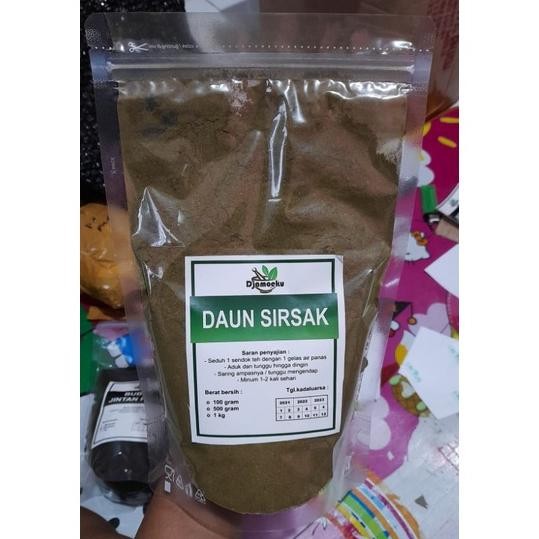 Djamoeku
DAUN SIRSAK
Saran penyajian :
- Seduh 1 sendok teh dengan 1 gelas air panas
- Aduk dan tunggu hingga dingin
- Saring ampasnya / tunggu mengendap
- Minum 1-2 kali sehari
Berat bersih :
Tgl.kadaluarsa :
100 gram
500 gram
1 kg
2021 2022 2023
1 2 3 4 5 6
7 8 9 10 11 12
JINTAN